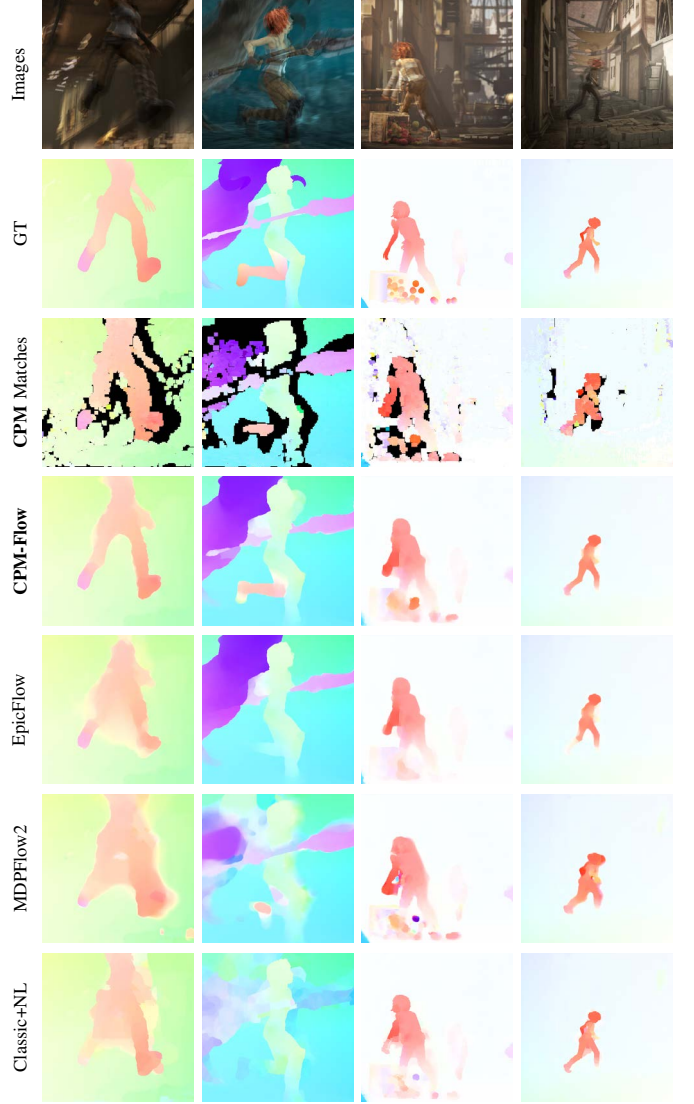 Images
GT
CPM Matches
CPM-Flow
EpicFlow
MDPFlow2
Classic+NL